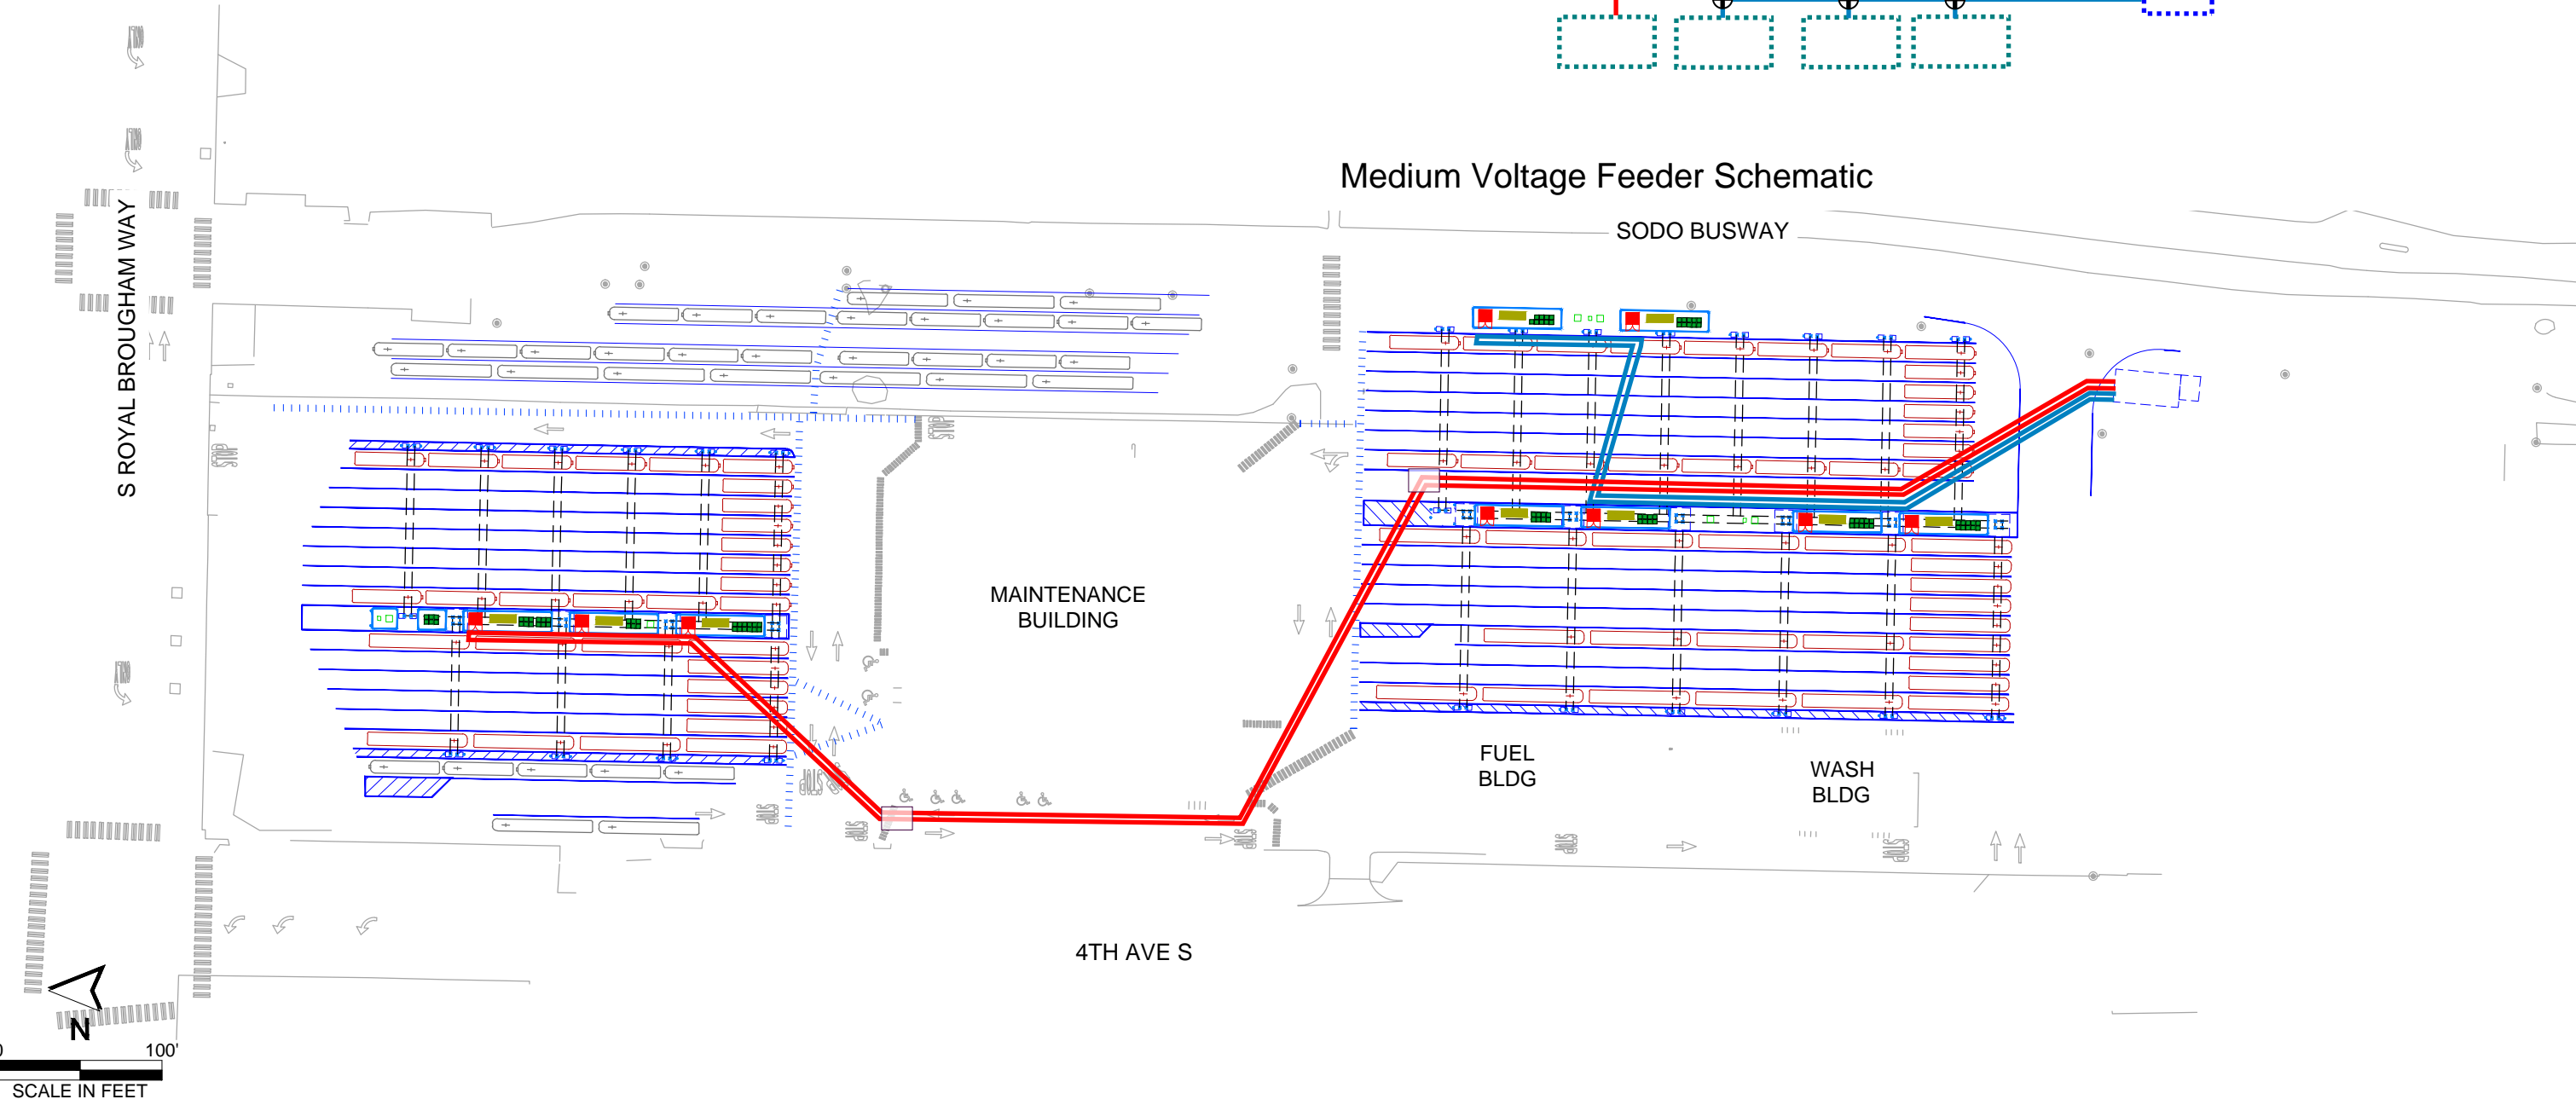 Medium Voltage Feeder Schematic
SODO BUSWAY
S ROYAL BROUGHAM WAY
MAINTENANCE
BUILDING
FUEL
BLDG
WASH
BLDG
4TH AVE S
N
0 100'
SCALE IN FEET